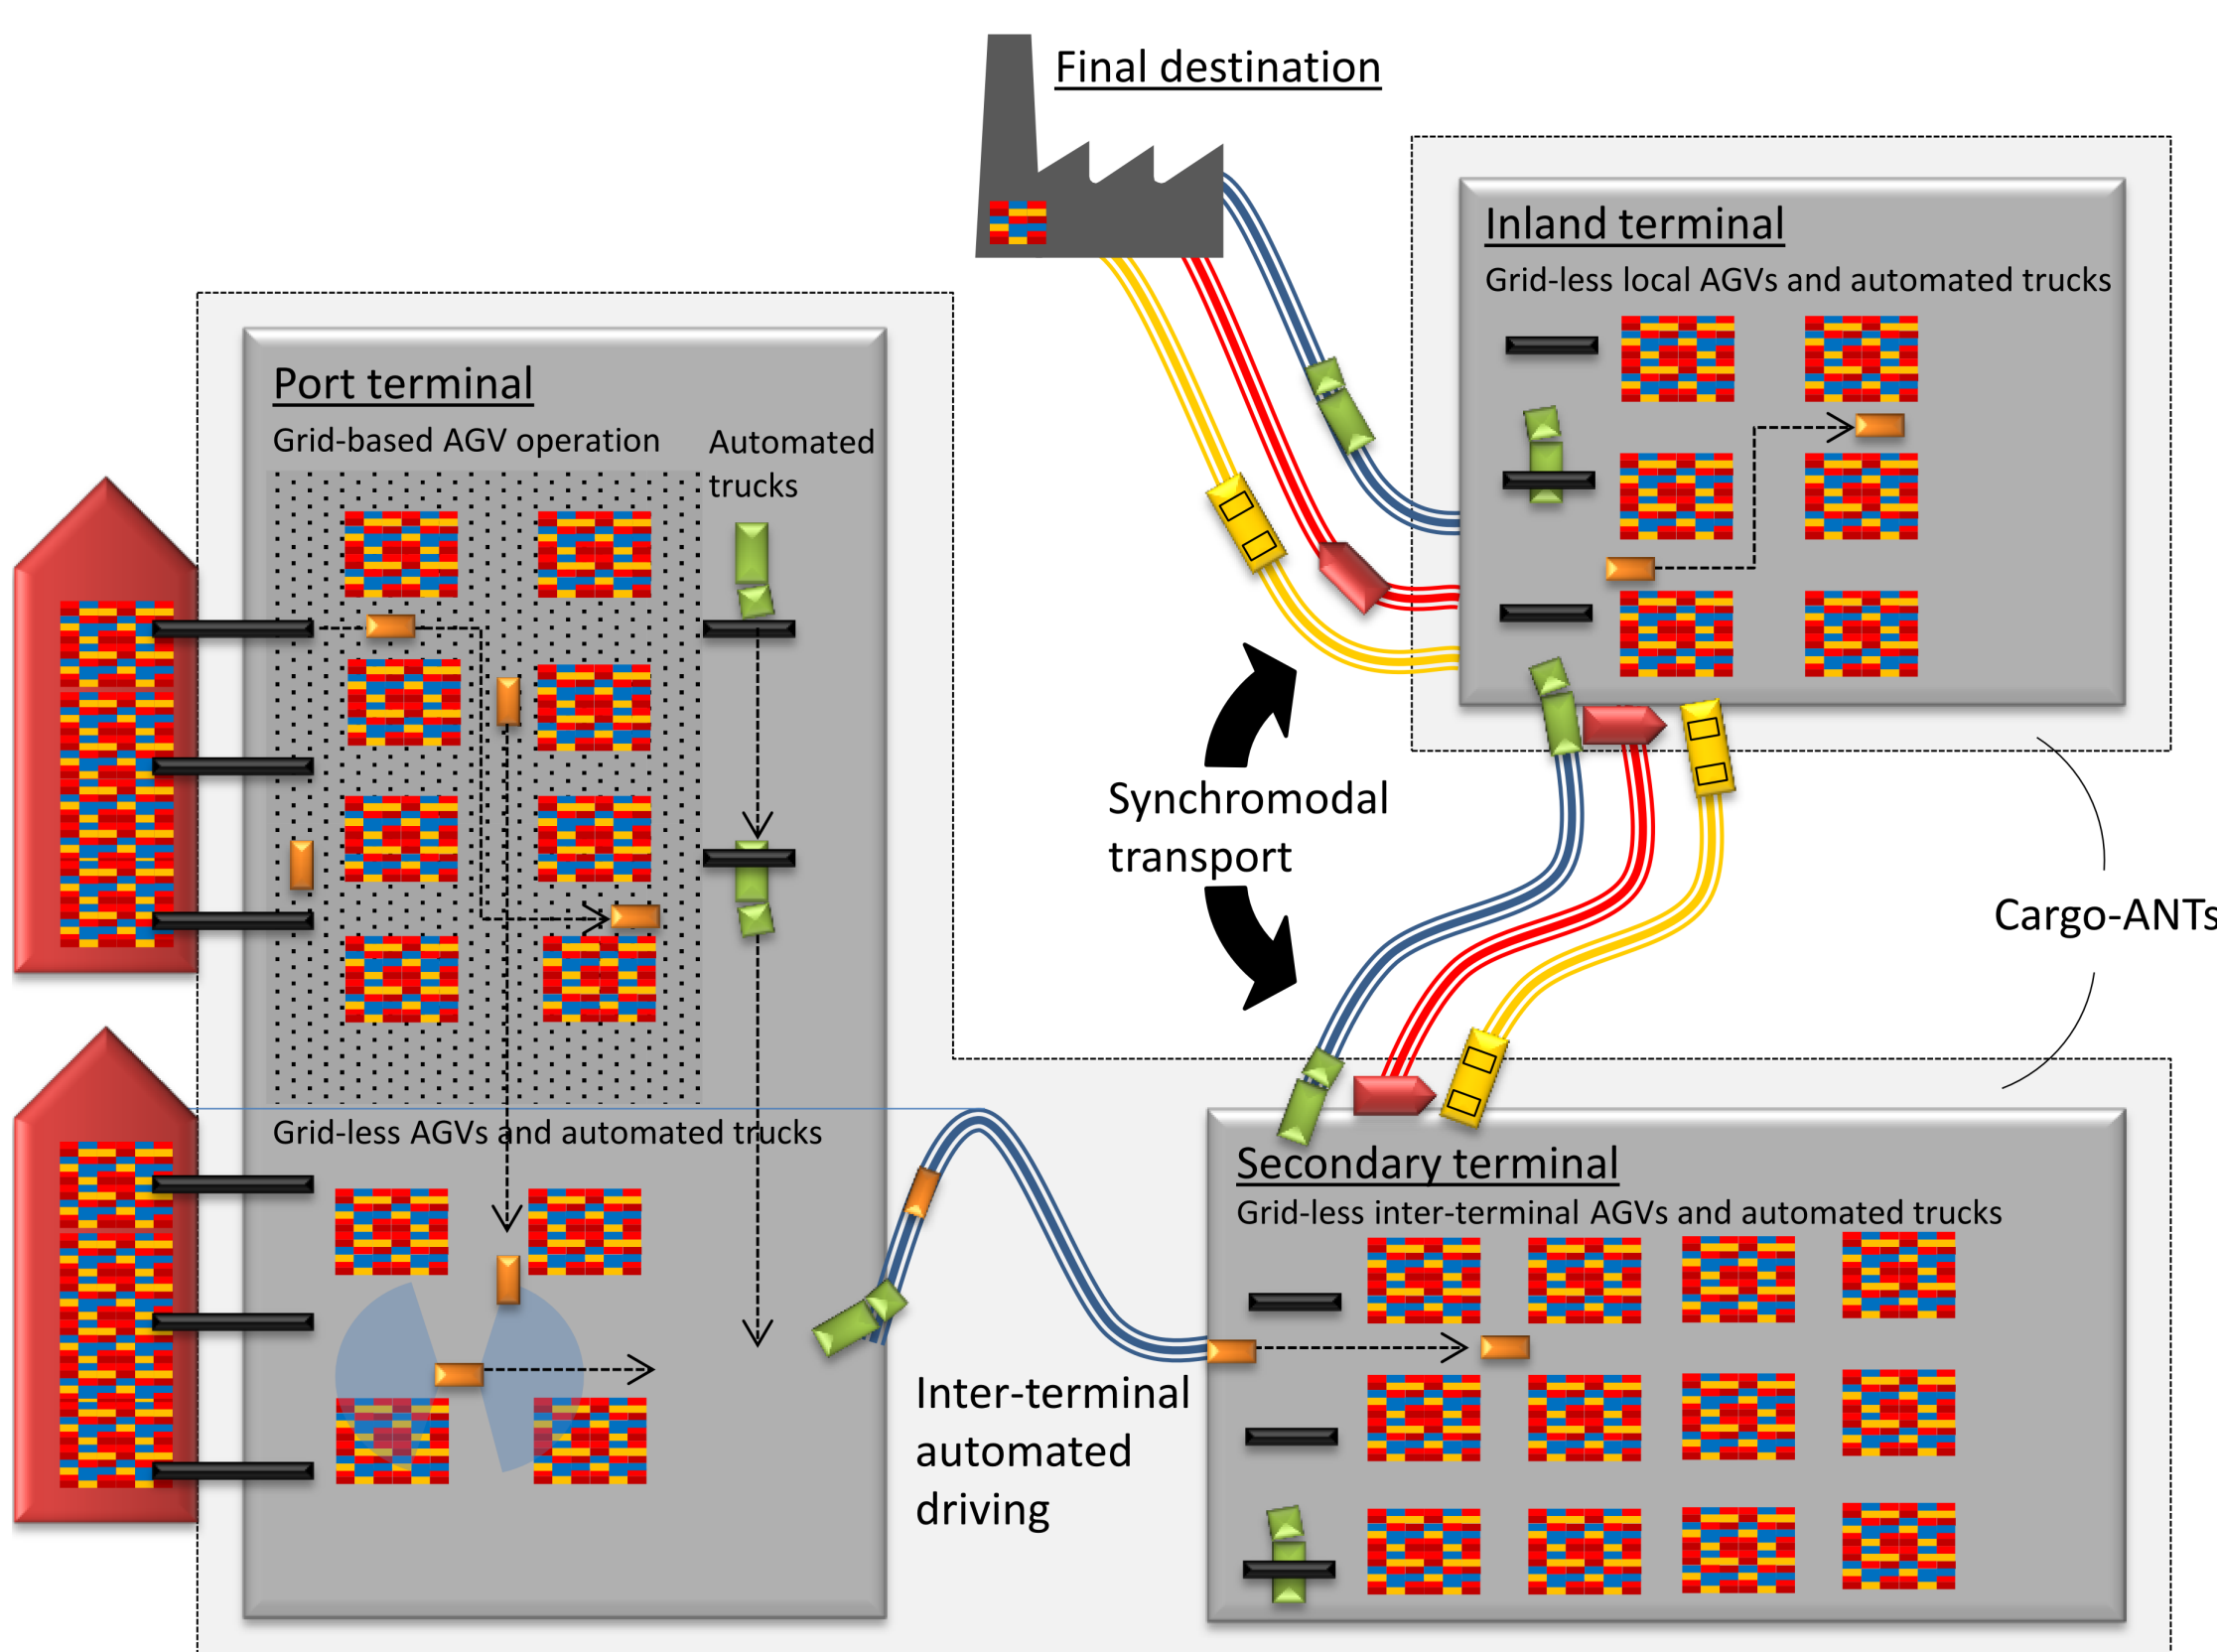 Final destination
Inland terminal
Grid-less local AGVs and automated trucks
Port terminal
Grid-based AGV operation
Automated
trucks
Synchromodal
transport
Cargo-ANTs
Grid-less AGVs and automated trucks
Secondary terminal
Grid-less inter-terminal AGVs and automated trucks
Inter-terminal
automated
driving